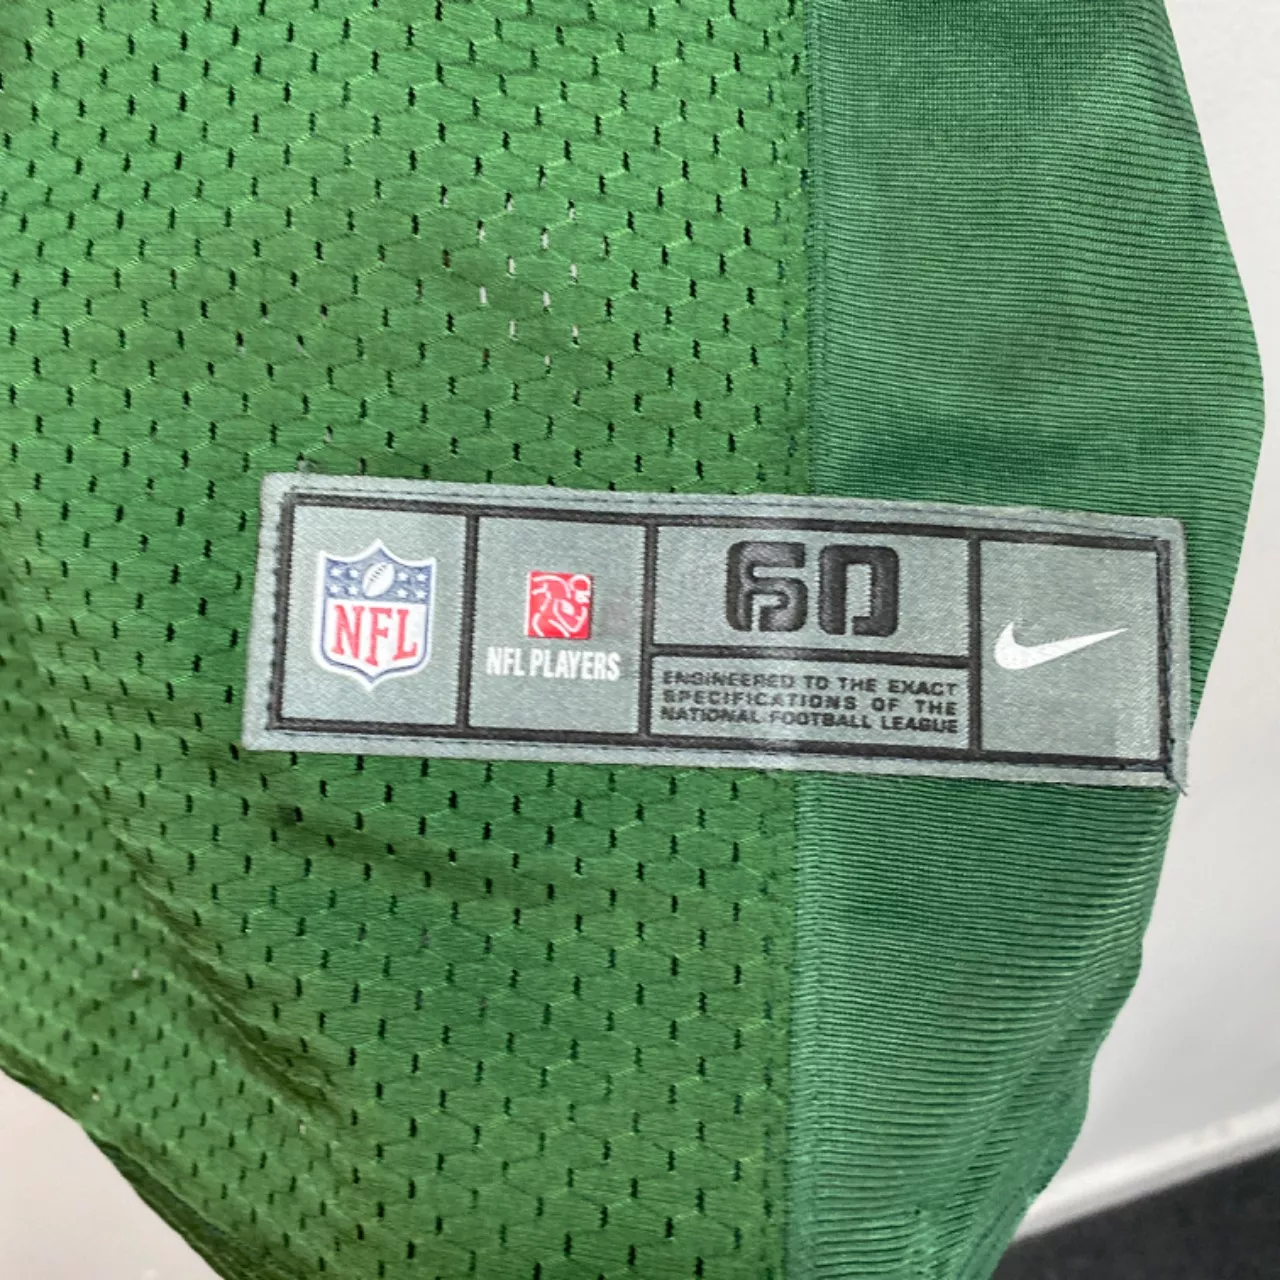 NFL
NFL PLAYERS
60
ENGINEERED TO THE EXACT
SPECIFICATIONS OF THE
NATIONAL FOOTBALL LEAGUE